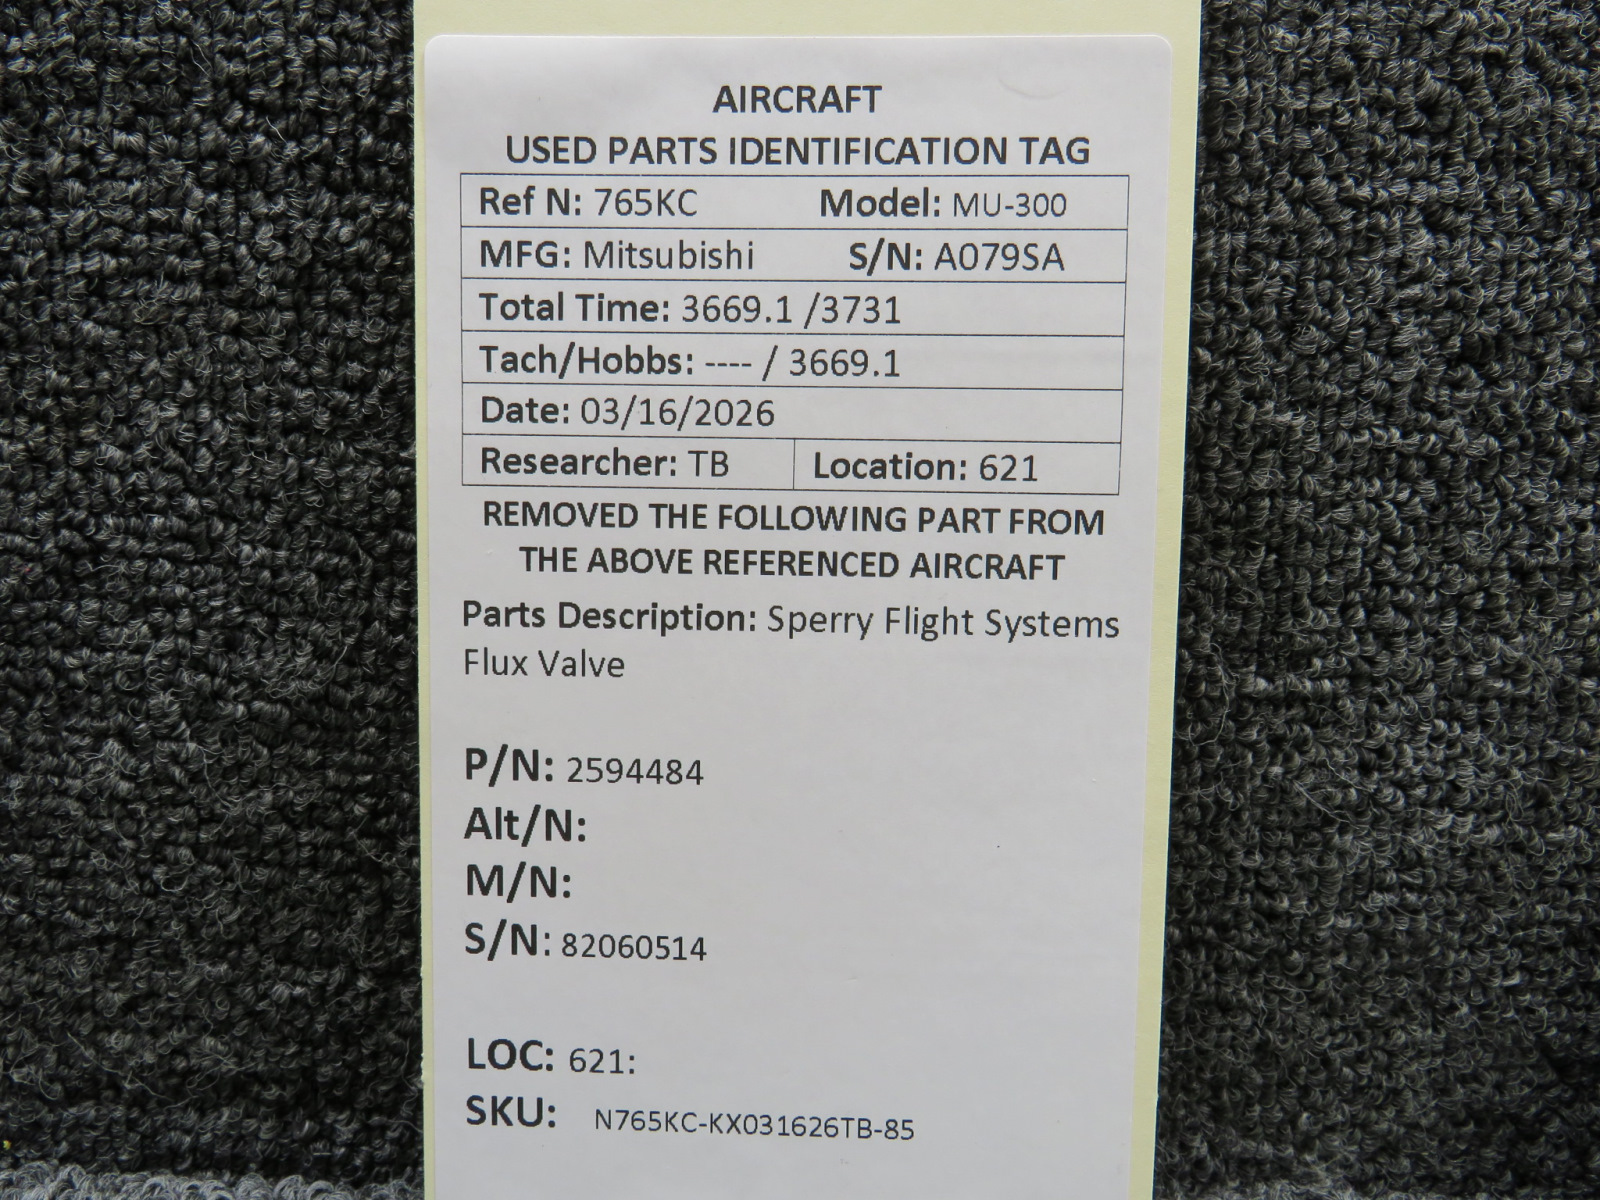 AIRCRAFT
USED PARTS IDENTIFICATION TAG
Ref N: 765KC Model: MU-300
MFG: Mitsubishi S/N: A079SA
Total Time: 3669.1 /3731
Tach/Hobbs: ---- / 3669.1
Date: 03/16/2026
Researcher: TB Location: 621
REMOVED THE FOLLOWING PART FROM
THE ABOVE REFERENCED AIRCRAFT
Parts Description: Sperry Flight Systems
Flux Valve
P/N: 2594484
Alt/N:
M/N:
S/N: 82060514
LOC: 621:
SKU: N765KC-KX031626TB-85